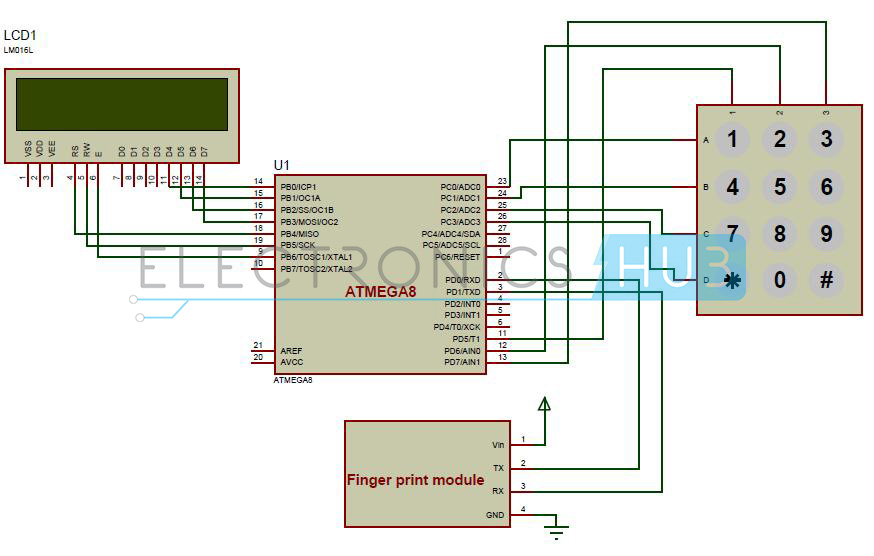 LCD1
LM016L
VSS
VDD
VEE
RS
RW
E
D0
D1
D2
D3
D4
D5
D6
D7
1
2
3
4
5
6
7
8
9
10
11
12
13
14
U1
14 PB0/ICP1
15 PB1/OC1A
16 PB2/SS/OC1B
17 PB3/MOSI/OC2
18 PB4/MISO
19 PB5/SCK
9 PB6/TOSC1/XTAL1
10 PB7/TOSC2/XTAL2
21 AREF
20 AVCC
PC0/ADC0 23
PC1/ADC1 24
PC2/ADC2 25
PC3/ADC3 26
PC4/ADC4/SDA 27
PC5/ADC5/SCL 28
PC6/RESET 1
PD0/RXD 2
PD1/TXD 3
PD2/INT0 4
PD3/INT1 5
PD4/T0/XCK 6
PD5/T1 11
PD6/AIN0 12
PD7/AIN1 13
ATMEGA8
ATMEGA8
ELECTRONICS HUB
1 2 3
A 1 2 3
B 4 5 6
C 7 8 9
D * 0 #
Finger print module
Vin 1
TX 2
RX 3
GND 4